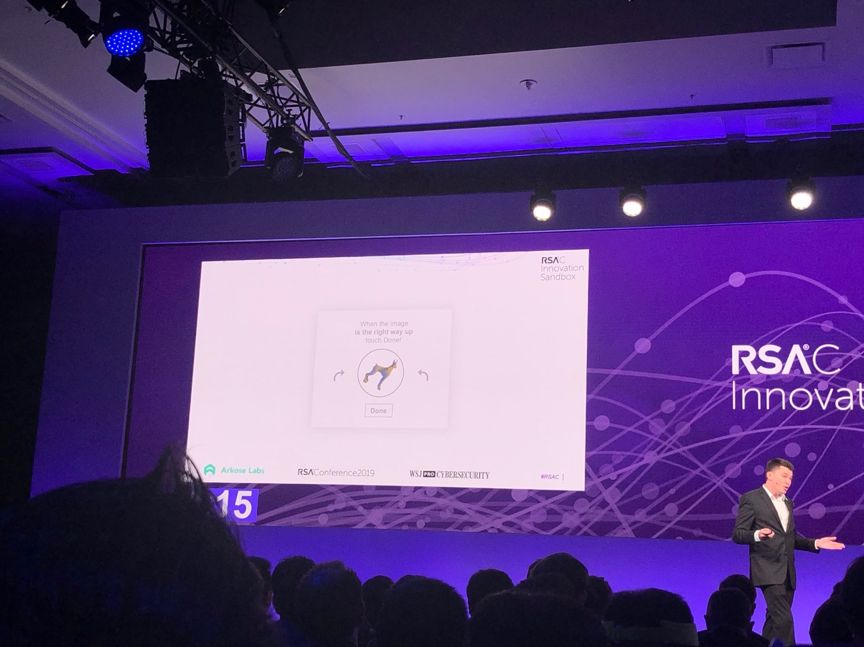 RSAC
Innovation
Sandbox
When the image
is the right way up
touch Done!
Done
Arkose Labs
RSAConference2019
WSJ PRO CYBERSECURITY
#RSAC
15
RSA®C
Innovat